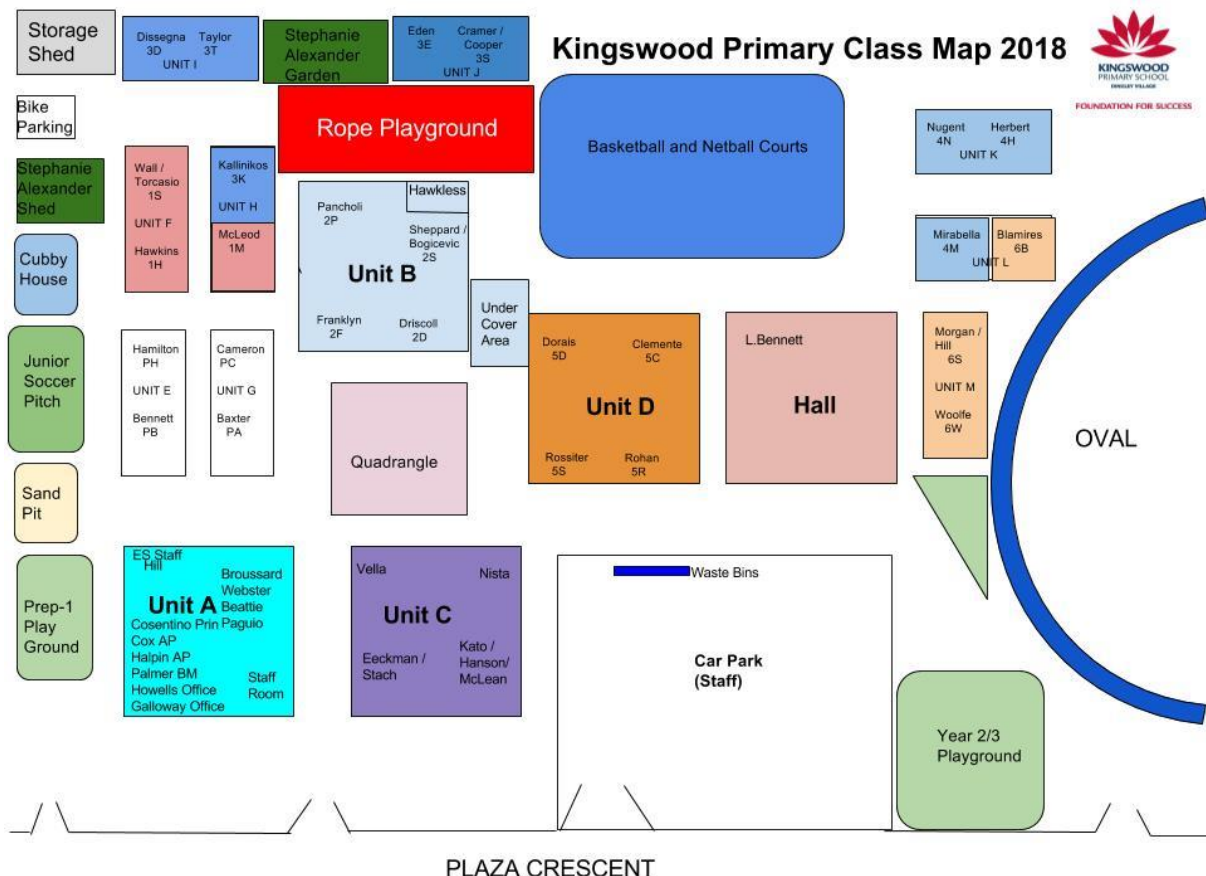 Kingswood Primary Class Map 2018
KINGSWOOD
PRIMARY SCHOOL
DINGLEY VILLAGE
FOUNDATION FOR SUCCESS
Storage
Shed
Dissegna
3D
Taylor
3T
UNIT I
Stephanie
Alexander
Garden
Eden
3E
Cramer /
Cooper
3S
UNIT J
Bike
Parking
Rope Playground
Basketball and Netball Courts
Nugent
4N
Herbert
4H
UNIT K
Stephanie
Alexander
Shed
Wall /
Torcasio
1S
UNIT F
Hawkins
1H
Kallinikos
3K
UNIT H
McLeod
1M
Pancholi
2P
Hawkless
Sheppard /
Bogicevic
2S
Unit B
Franklyn
2F
Driscoll
2D
Mirabella
4M
Blamires
6B
UNIT L
Cubby
House
Under
Cover
Area
Junior
Soccer
Pitch
Hamilton
PH
UNIT E
Bennett
PB
Cameron
PC
UNIT G
Baxter
PA
Dorais
5D
Clemente
5C
Unit D
Rossiter
5S
Rohan
5R
L.Bennett
Hall
Morgan /
Hill
6S
UNIT M
Woolfe
6W
OVAL
Quadrangle
Sand
Pit
Prep-1
Play
Ground
ES Staff
Hill
Broussard
Webster
Unit A Beattie
Cosentino Prin Paguio
Cox AP
Halpin AP
Palmer BM
Howells Office
Galloway Office
Staff
Room
Vella
Nista
Unit C
Eeckman /
Stach
Kato /
Hanson/
McLean
Waste Bins
Car Park
(Staff)
Year 2/3
Playground
PLAZA CRESCENT